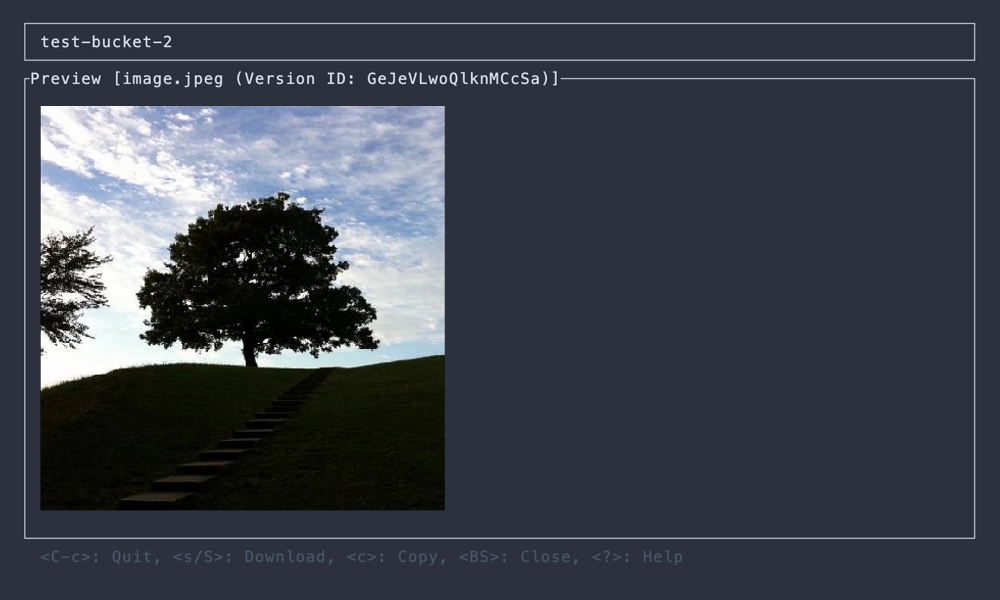 test-bucket-2
Preview [image.jpeg (Version ID: GeJeVLwoQlknMCcSa)]
<C-c>: Quit, <s/S>: Download, <c>: Copy, <BS>: Close, <?>: Help